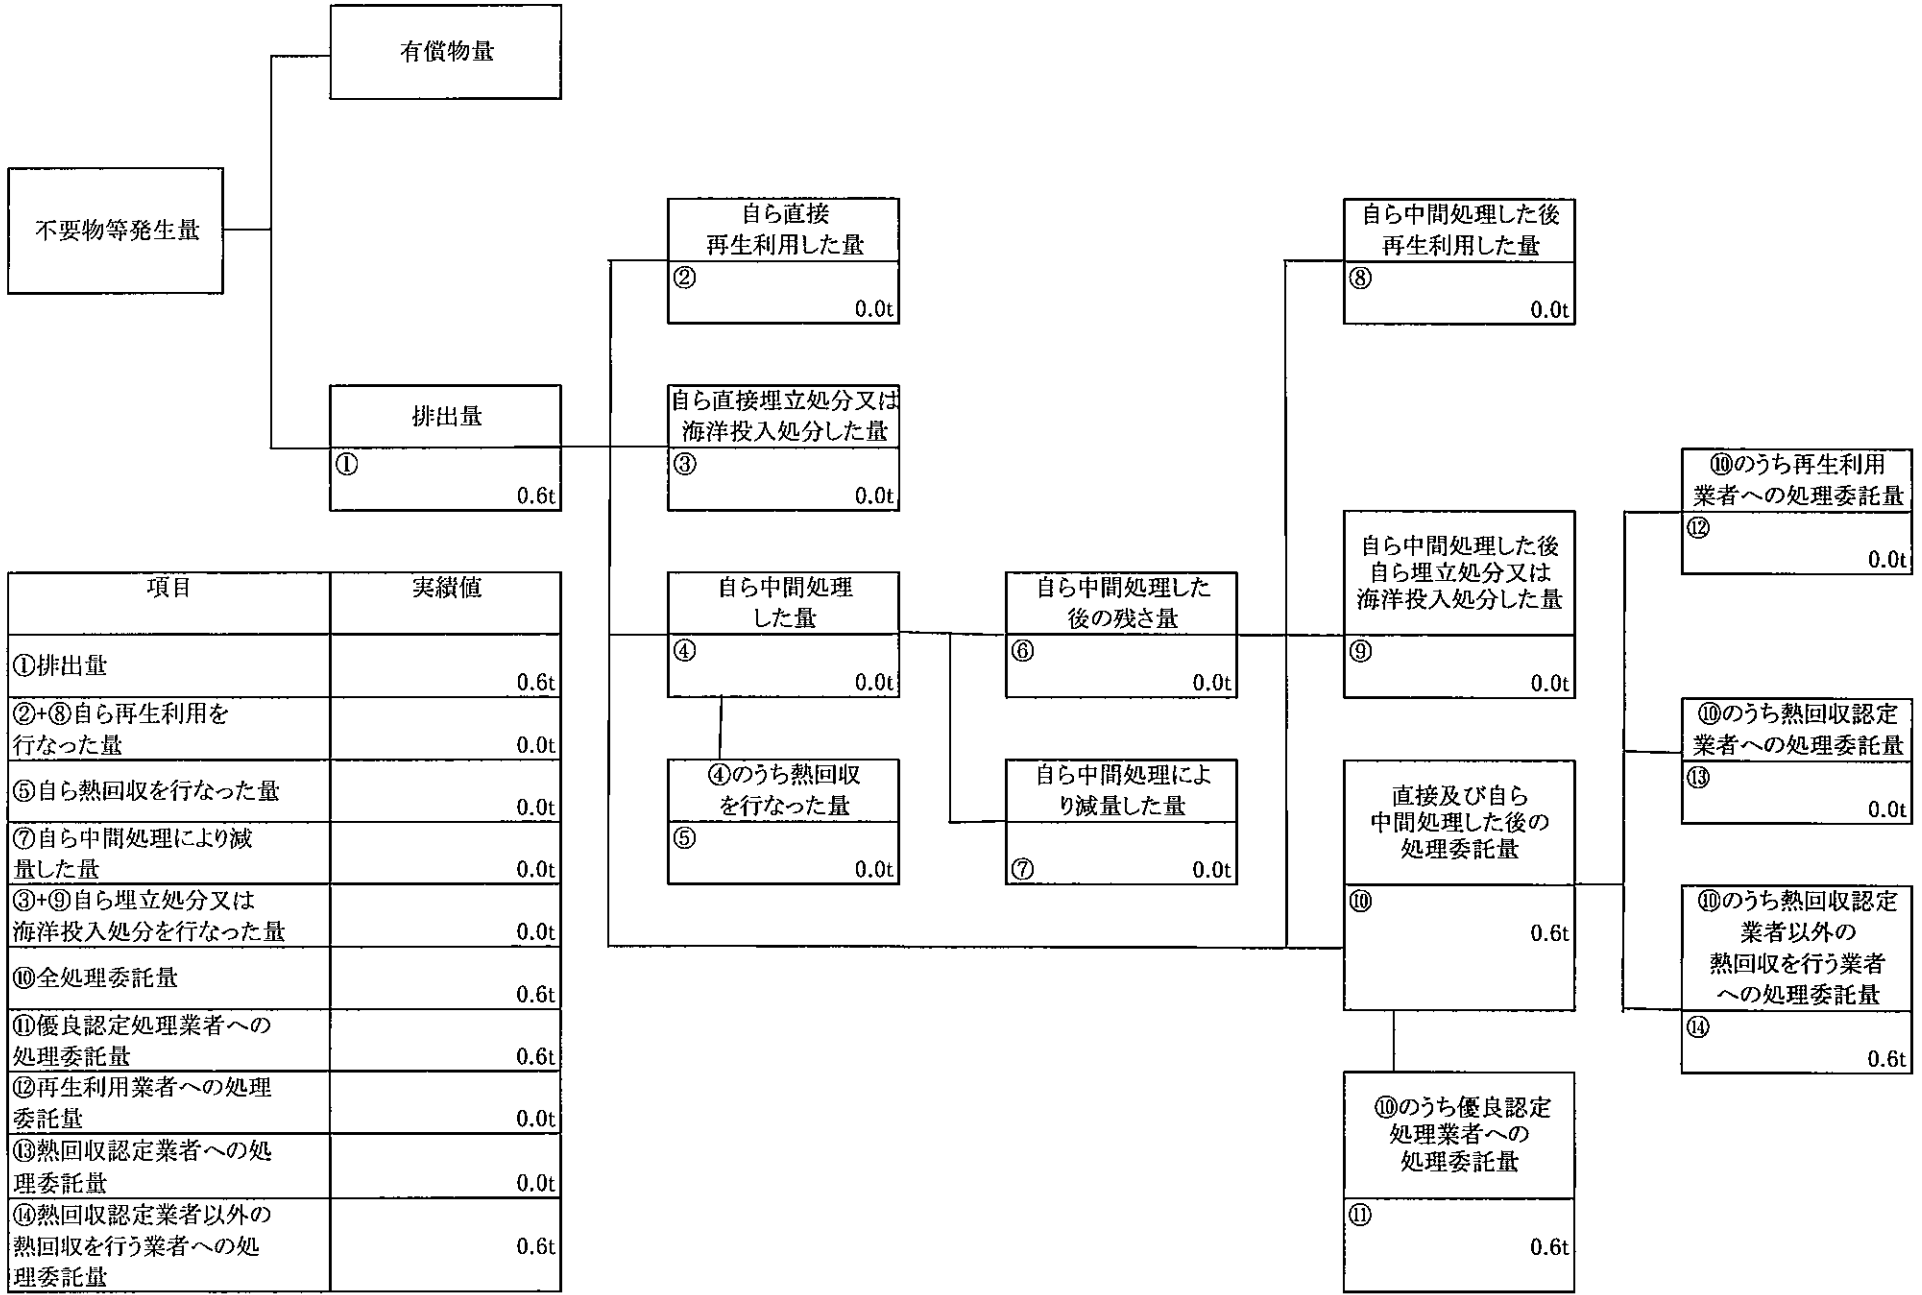 有償物量
不要物等発生量
排出量
①
0.6t
自ら直接
再生利用した量
②
0.0t
自ら直接埋立処分又は
海洋投入処分した量
③
0.0t
自ら中間処理
した量
④
0.0t
④のうち熱回収
を行なった量
⑤
0.0t
自ら中間処理した
後の残さ量
⑥
0.0t
自ら中間処理によ
り減量した量
⑦
0.0t
自ら中間処理した後
再生利用した量
⑧
0.0t
自ら中間処理した後
自ら埋立処分又は
海洋投入処分した量
⑨
0.0t
直接及び自ら
中間処理した後の
処理委託量
⑩
0.6t
⑩のうち優良認定
処理業者への
処理委託量
⑪
0.6t
⑩のうち再生利用
業者への処理委託量
⑫
0.0t
⑩のうち熱回収認定
業者への処理委託量
⑬
0.0t
⑩のうち熱回収認定
業者以外の
熱回収を行う業者
への処理委託量
⑭
0.6t
項目 実績値
①排出量
0.6t
②+⑧自ら再生利用を
行なった量 0.0t
⑤自ら熱回収を行なった量
0.0t
⑦自ら中間処理により減
量した量 0.0t
③+⑨自ら埋立処分又は
海洋投入処分を行なった量 0.0t
⑩全処理委託量
0.6t
⑪優良認定処理業者への
処理委託量 0.6t
⑫再生利用業者への処理
委託量 0.0t
⑬熱回収認定業者への処
理委託量 0.0t
⑭熱回収認定業者以外の
熱回収を行う業者への処 0.6t
理委託量